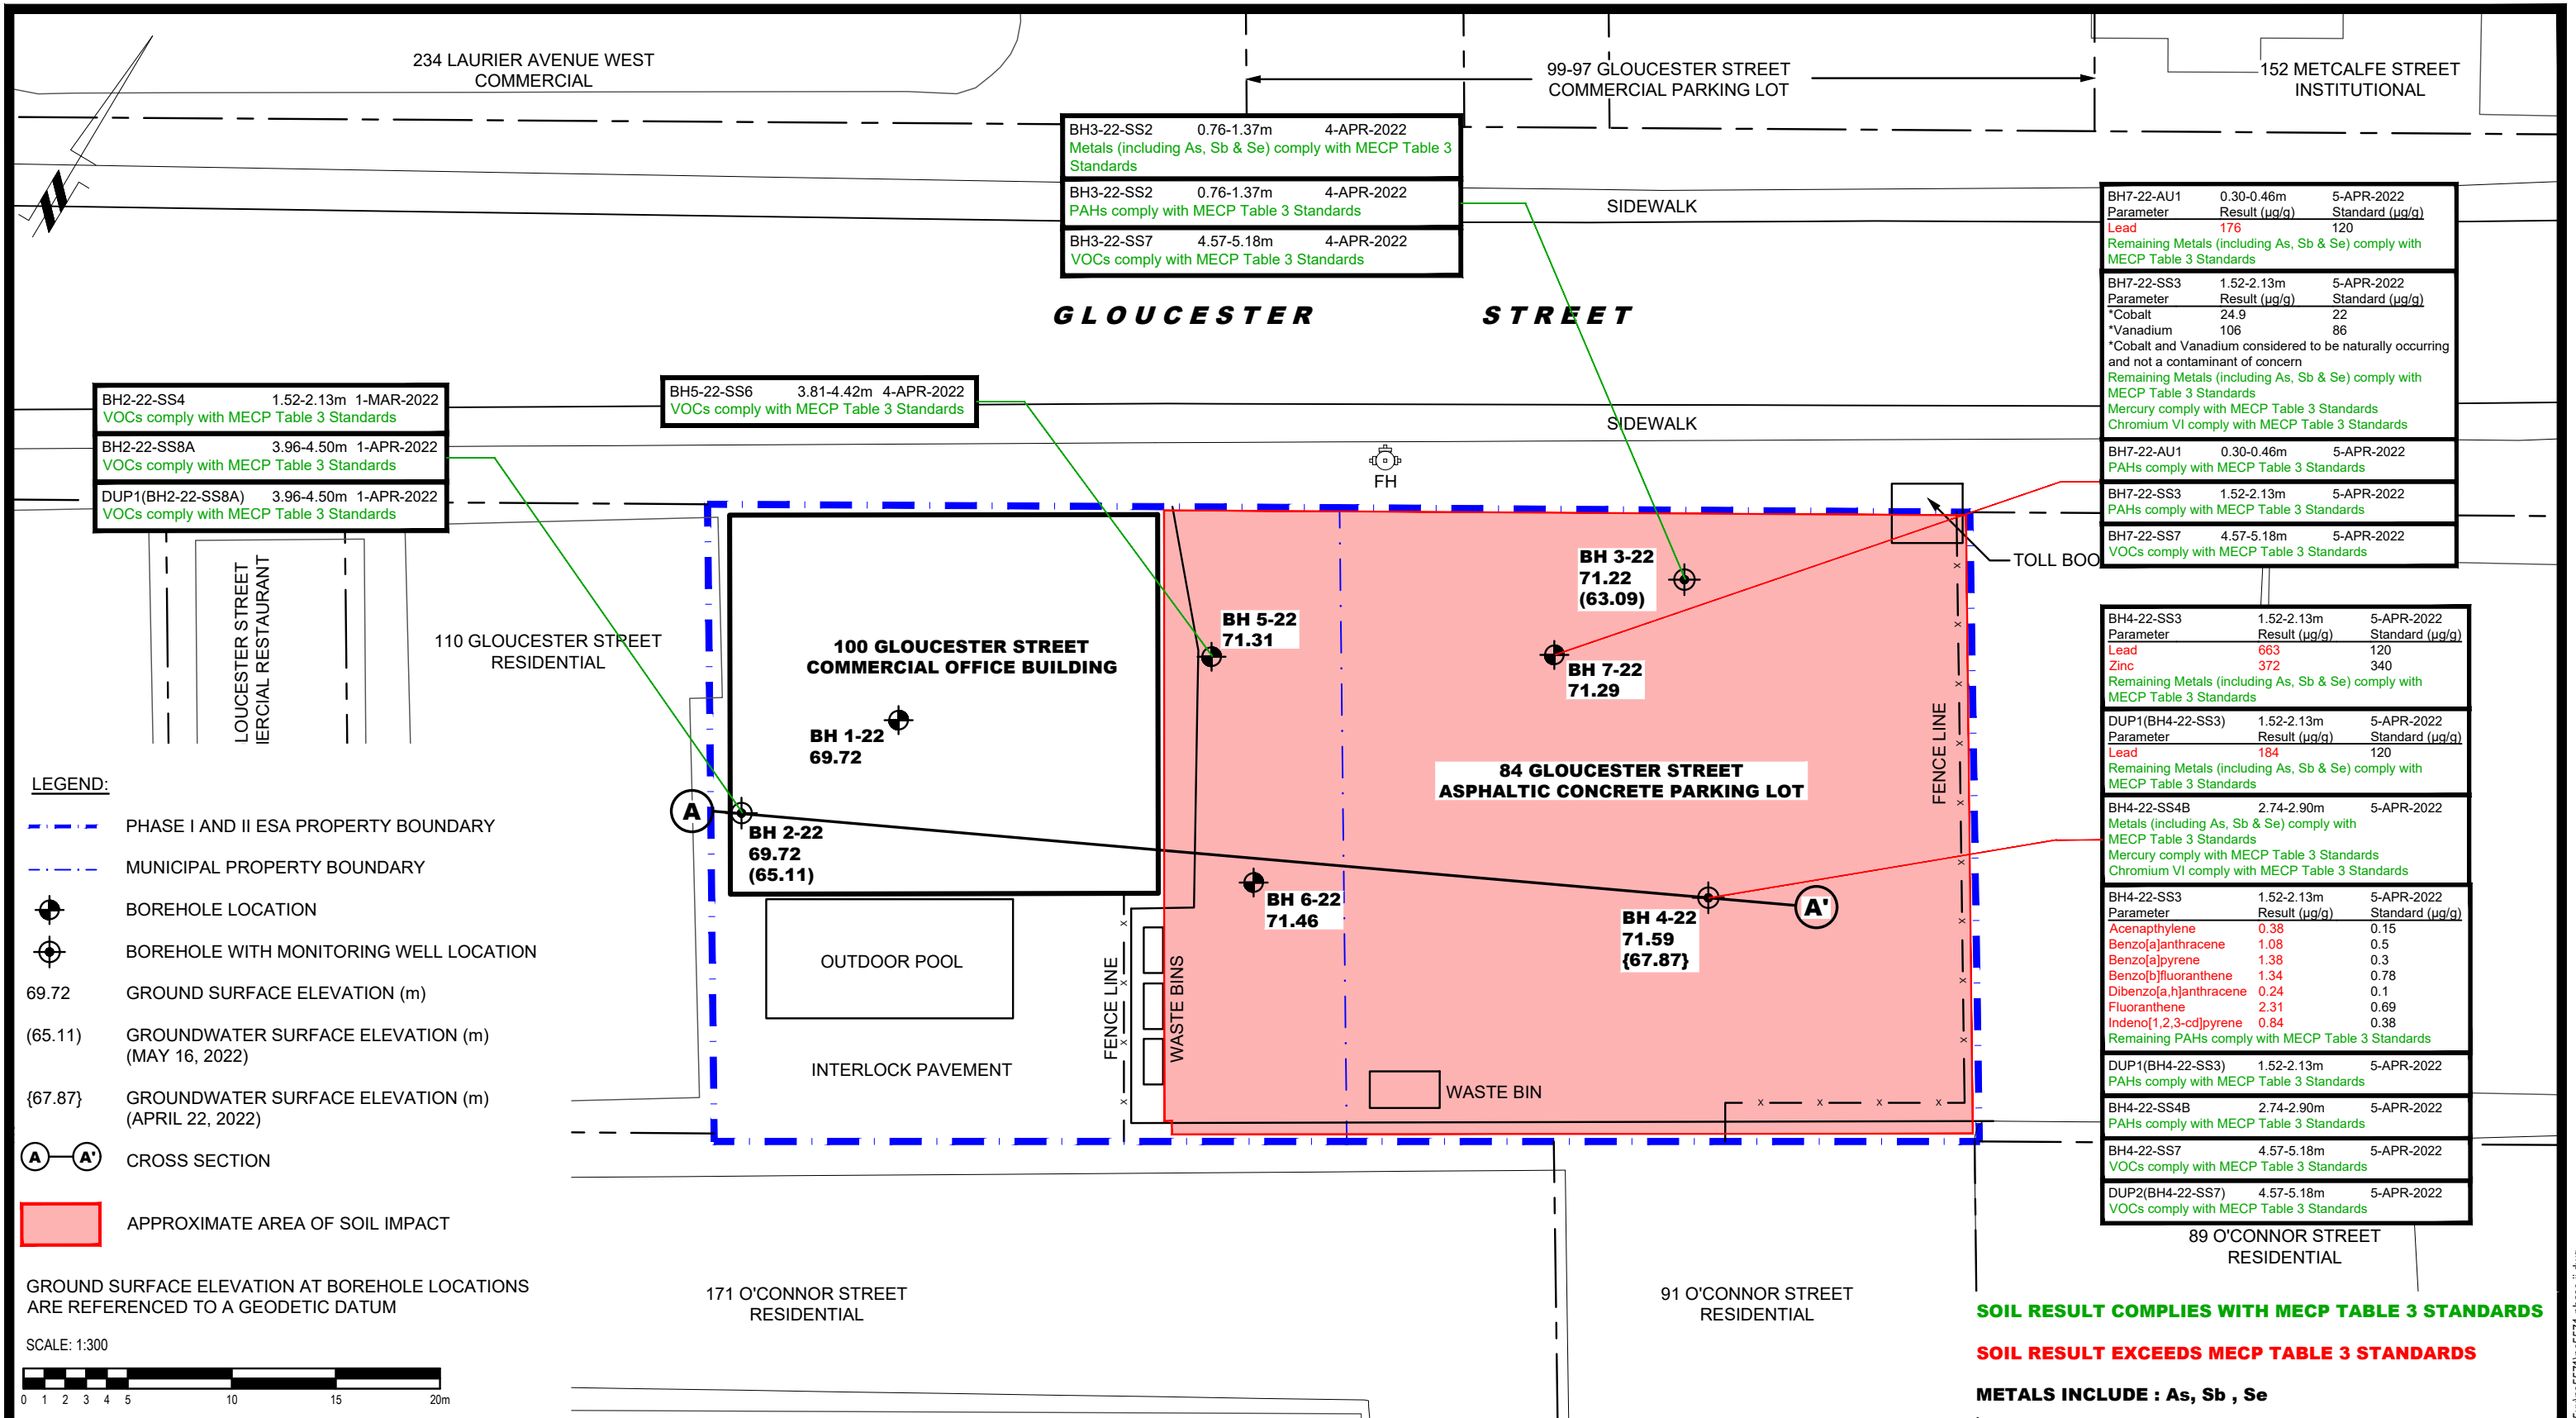 234 LAURIER AVENUE WEST
COMMERCIAL
99-97 GLOUCESTER STREET
COMMERCIAL PARKING LOT
152 METCALFE STREET
INSTITUTIONAL
BH3-22-SS2 0.76-1.37m 4-APR-2022
Metals (including As, Sb & Se) comply with MECP Table 3
Standards
BH3-22-SS2 0.76-1.37m 4-APR-2022
PAHs comply with MECP Table 3 Standards
BH3-22-SS7 4.57-5.18m 4-APR-2022
VOCs comply with MECP Table 3 Standards
SIDEWALK
GLOUCESTER STREET
BH2-22-SS4 1.52-2.13m 1-MAR-2022
VOCs comply with MECP Table 3 Standards
BH2-22-SS8A 3.96-4.50m 1-APR-2022
VOCs comply with MECP Table 3 Standards
DUP1(BH2-22-SS8A) 3.96-4.50m 1-APR-2022
VOCs comply with MECP Table 3 Standards
BH5-22-SS6 3.81-4.42m 4-APR-2022
VOCs comply with MECP Table 3 Standards
SIDEWALK
FH
BH7-22-AU1 0.30-0.46m 5-APR-2022
Parameter Result (µg/g) Standard (µg/g)
Lead 176 120
Remaining Metals (including As, Sb & Se) comply with
MECP Table 3 Standards
BH7-22-SS3 1.52-2.13m 5-APR-2022
Parameter Result (µg/g) Standard (µg/g)
*Cobalt 24.9 22
*Vanadium 106 86
*Cobalt and Vanadium considered to be naturally occurring
and not a contaminant of concern
Remaining Metals (including As, Sb & Se) comply with
MECP Table 3 Standards
Mercury comply with MECP Table 3 Standards
Chromium VI comply with MECP Table 3 Standards
BH7-22-AU1 0.30-0.46m 5-APR-2022
PAHs comply with MECP Table 3 Standards
BH7-22-SS3 1.52-2.13m 5-APR-2022
PAHs comply with MECP Table 3 Standards
BH7-22-SS7 4.57-5.18m 5-APR-2022
VOCs comply with MECP Table 3 Standards
TOLL BOO
LOUCESTER STREET
IERCIAL RESTAURANT
110 GLOUCESTER STREET
RESIDENTIAL
100 GLOUCESTER STREET
COMMERCIAL OFFICE BUILDING
BH 1-22
69.72
A
BH 2-22
69.72
(65.11)
BH 5-22
71.31
BH 3-22
71.22
(63.09)
BH 7-22
71.29
84 GLOUCESTER STREET
ASPHALTIC CONCRETE PARKING LOT
FENCE LINE
BH 6-22
71.46
BH 4-22
71.59
{67.87}
A'
OUTDOOR POOL
INTERLOCK PAVEMENT
FENCE LINE
WASTE BINS
WASTE BIN
BH4-22-SS3 1.52-2.13m 5-APR-2022
Parameter Result (µg/g) Standard (µg/g)
Lead 663 120
Zinc 372 340
Remaining Metals (including As, Sb & Se) comply with
MECP Table 3 Standards
DUP1(BH4-22-SS3) 1.52-2.13m 5-APR-2022
Parameter Result (µg/g) Standard (µg/g)
Lead 184 120
Remaining Metals (including As, Sb & Se) comply with
MECP Table 3 Standards
BH4-22-SS4B 2.74-2.90m 5-APR-2022
Metals (including As, Sb & Se) comply with
MECP Table 3 Standards
Mercury comply with MECP Table 3 Standards
Chromium VI comply with MECP Table 3 Standards
BH4-22-SS3 1.52-2.13m 5-APR-2022
Parameter Result (µg/g) Standard (µg/g)
Acenapthylene 0.38 0.15
Benzo[a]anthracene 1.08 0.5
Benzo[a]pyrene 1.38 0.3
Benzo[b]fluoranthene 1.34 0.78
Dibenzo[a,h]anthracene 0.24 0.1
Fluoranthene 2.31 0.69
Indeno[1,2,3-cd]pyrene 0.84 0.38
Remaining PAHs comply with MECP Table 3 Standards
DUP1(BH4-22-SS3) 1.52-2.13m 5-APR-2022
PAHs comply with MECP Table 3 Standards
BH4-22-SS4B 2.74-2.90m 5-APR-2022
PAHs comply with MECP Table 3 Standards
BH4-22-SS7 4.57-5.18m 5-APR-2022
VOCs comply with MECP Table 3 Standards
DUP2(BH4-22-SS7) 4.57-5.18m 5-APR-2022
VOCs comply with MECP Table 3 Standards
89 O'CONNOR STREET
RESIDENTIAL
171 O'CONNOR STREET
RESIDENTIAL
91 O'CONNOR STREET
RESIDENTIAL
LEGEND:
PHASE I AND II ESA PROPERTY BOUNDARY
MUNICIPAL PROPERTY BOUNDARY
BOREHOLE LOCATION
BOREHOLE WITH MONITORING WELL LOCATION
69.72 GROUND SURFACE ELEVATION (m)
(65.11) GROUNDWATER SURFACE ELEVATION (m)
(MAY 16, 2022)
{67.87} GROUNDWATER SURFACE ELEVATION (m)
(APRIL 22, 2022)
A A' CROSS SECTION
APPROXIMATE AREA OF SOIL IMPACT
GROUND SURFACE ELEVATION AT BOREHOLE LOCATIONS
ARE REFERENCED TO A GEODETIC DATUM
SCALE: 1:300
0 1 2 3 4 5 10 15 20m
SOIL RESULT COMPLIES WITH MECP TABLE 3 STANDARDS
SOIL RESULT EXCEEDS MECP TABLE 3 STANDARDS
METALS INCLUDE : As, Sb , Se